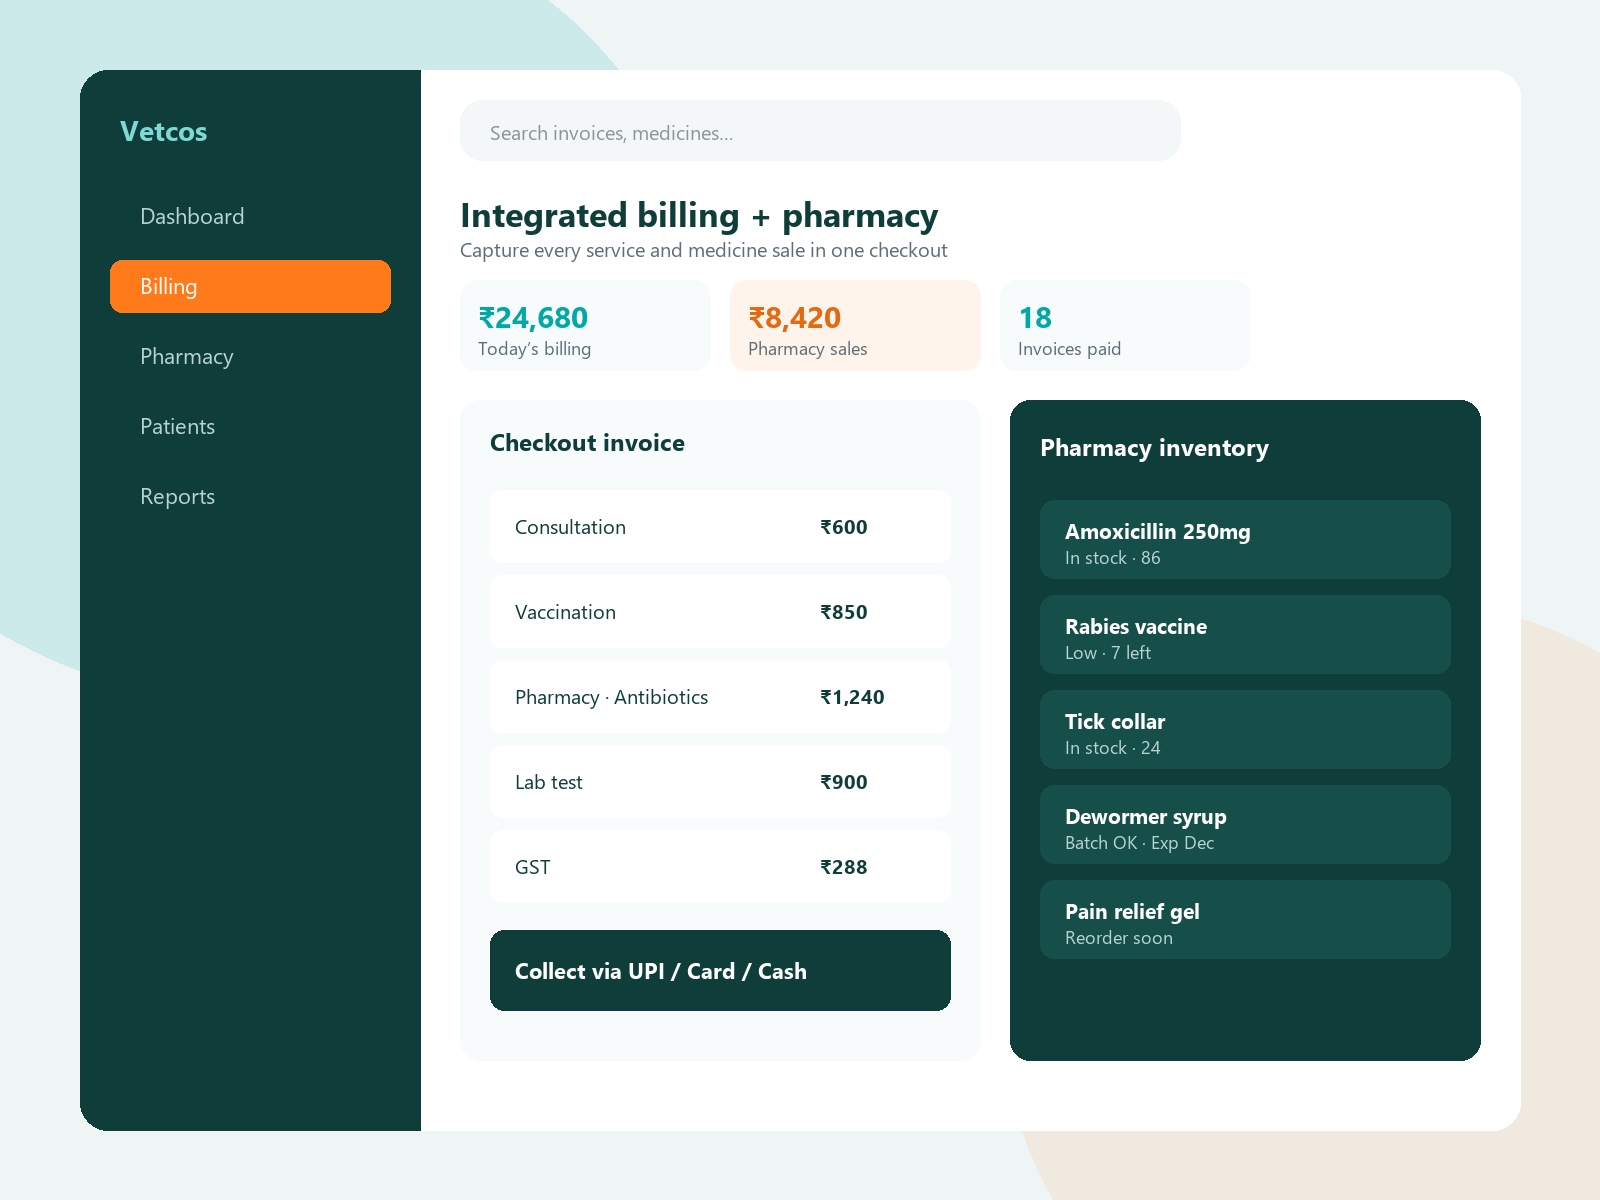 Vetcos
Dashboard
Billing
Pharmacy
Patients
Reports
Search invoices, medicines...
Integrated billing + pharmacy
Capture every service and medicine sale in one checkout
₹24,680
Today's billing
₹8,420
Pharmacy sales
18
Invoices paid
Checkout invoice
Consultation ₹600
Vaccination ₹850
Pharmacy · Antibiotics ₹1,240
Lab test ₹900
GST ₹288
Collect via UPI / Card / Cash
Pharmacy inventory
Amoxicillin 250mg
In stock · 86
Rabies vaccine
Low · 7 left
Tick collar
In stock · 24
Dewormer syrup
Batch OK · Exp Dec
Pain relief gel
Reorder soon